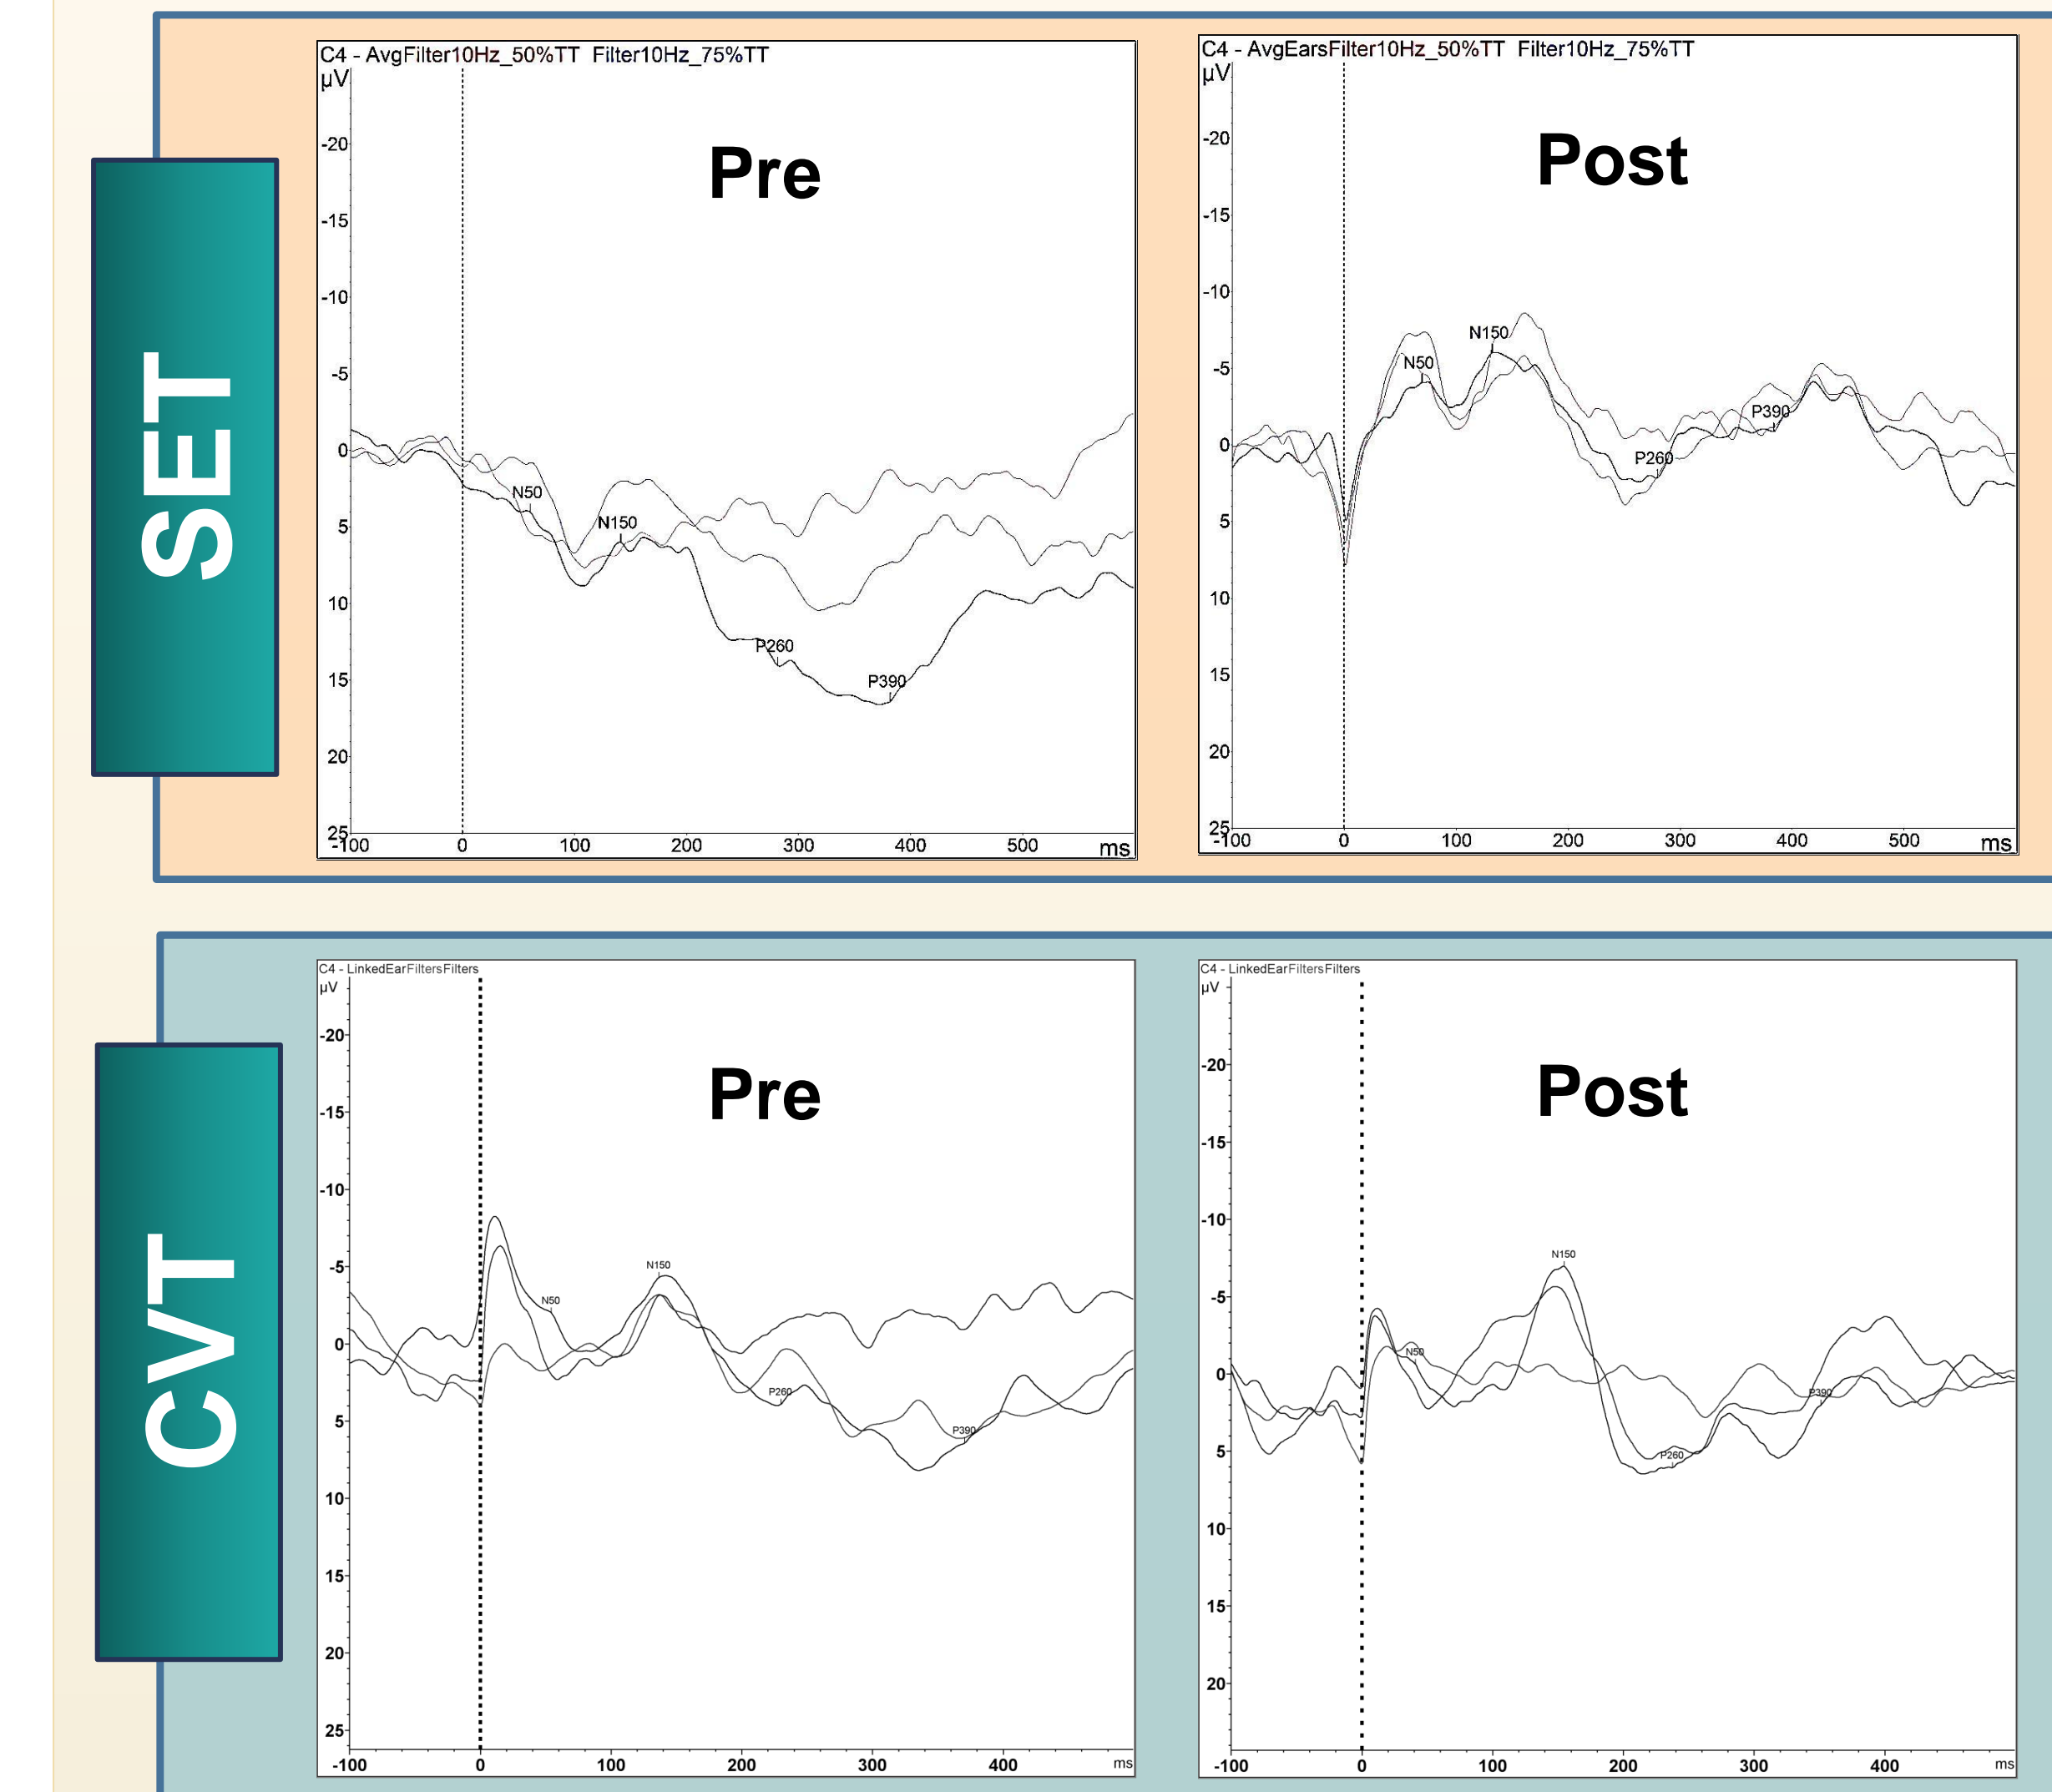 SET
C4 - AvgFilter10Hz_50%TT Filter10Hz_75%TT
µV
Pre
-20
-15
-10
-5
0
5
10
15
20
25
N50
N150
P260
P390
-100 0 100 200 300 400 500 ms
C4 - AvgEarsFilter10Hz_50%TT Filter10Hz_75%TT
µV
Post
-20
-15
-10
-5
0
5
10
15
20
25
N50
N150
P260
P390
-100 0 100 200 300 400 500 ms
CVT
C4 - LinkedEarFiltersFilters
µV
Pre
-20
-15
-10
-5
0
5
10
15
20
25
N50
N150
P260
P390
-100 0 100 200 300 400 ms
C4 - LinkedEarFiltersFilters
µV
Post
-20
-15
-10
-5
0
5
10
15
20
N150
N50
P390
P260
-100 0 100 200 300 400 ms